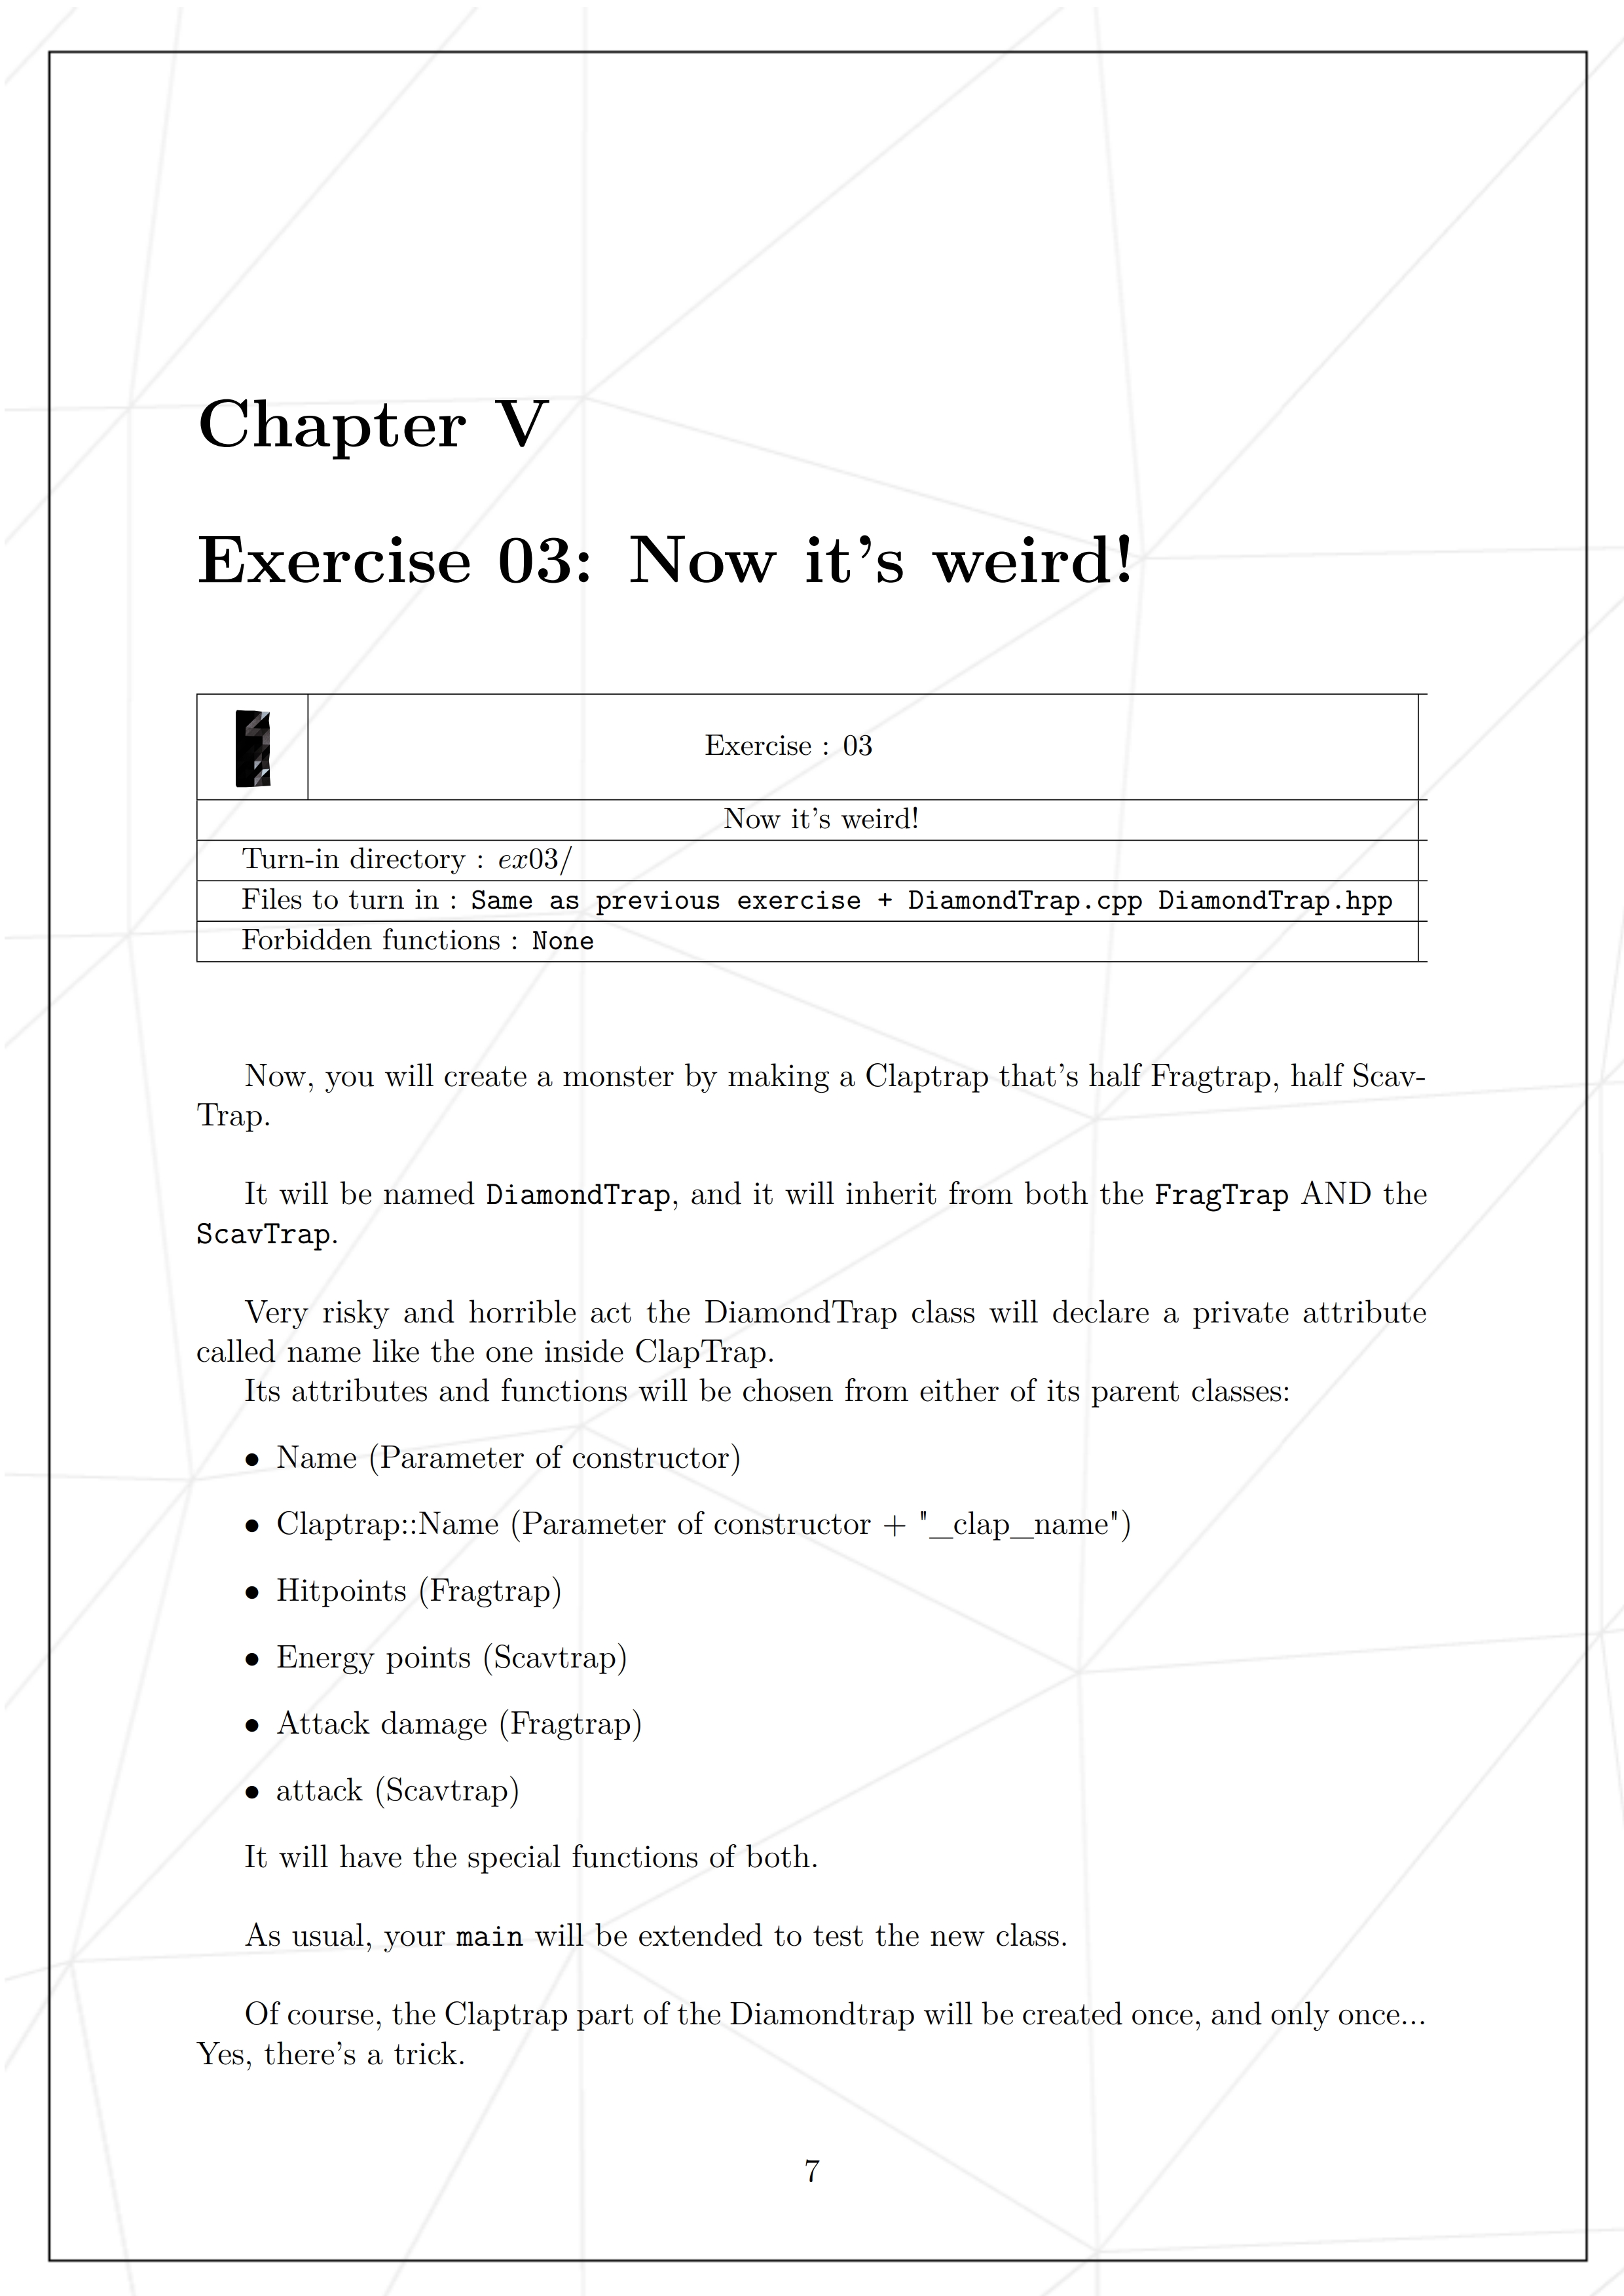 Chapter V
Exercise 03: Now it's weird!
Exercise : 03
Now it's weird!
Turn-in directory : ex03/
Files to turn in : Same as previous exercise + DiamondTrap.cpp DiamondTrap.hpp
Forbidden functions : None
Now, you will create a monster by making a Claptrap that's half Fragtrap, half Scav-
Trap.
It will be named DiamondTrap, and it will inherit from both the FragTrap AND the
ScavTrap.
Very risky and horrible act the DiamondTrap class will declare a private attribute
called name like the one inside ClapTrap.
Its attributes and functions will be chosen from either of its parent classes:
• Name (Parameter of constructor)
• Claptrap::Name (Parameter of constructor + "_clap_name")
• Hitpoints (Fragtrap)
• Energy points (Scavtrap)
• Attack damage (Fragtrap)
• attack (Scavtrap)
It will have the special functions of both.
As usual, your main will be extended to test the new class.
Of course, the Claptrap part of the Diamondtrap will be created once, and only once...
Yes, there's a trick.
7